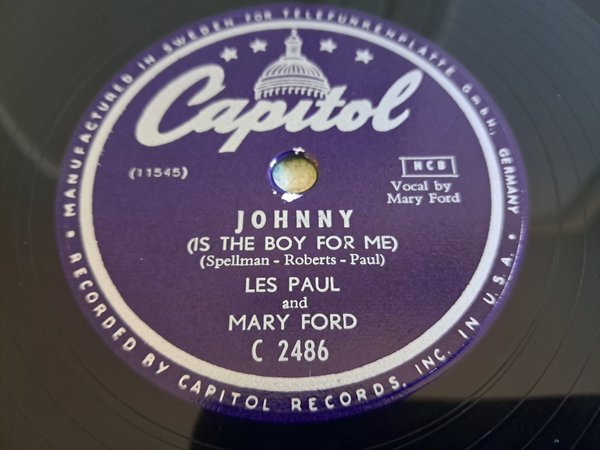 MANUFACTURED IN SWEDEN FOR TELEFUNKENPLATTE G.m.b.H., GERMANY
Capitol
(11545)
NCB
Vocal by
Mary Ford
JOHNNY
(IS THE BOY FOR ME)
(Spellman - Roberts - Paul)
LES PAUL
and
MARY FORD
C 2486
RECORDED BY CAPITOL RECORDS, INC. IN U.S.A.